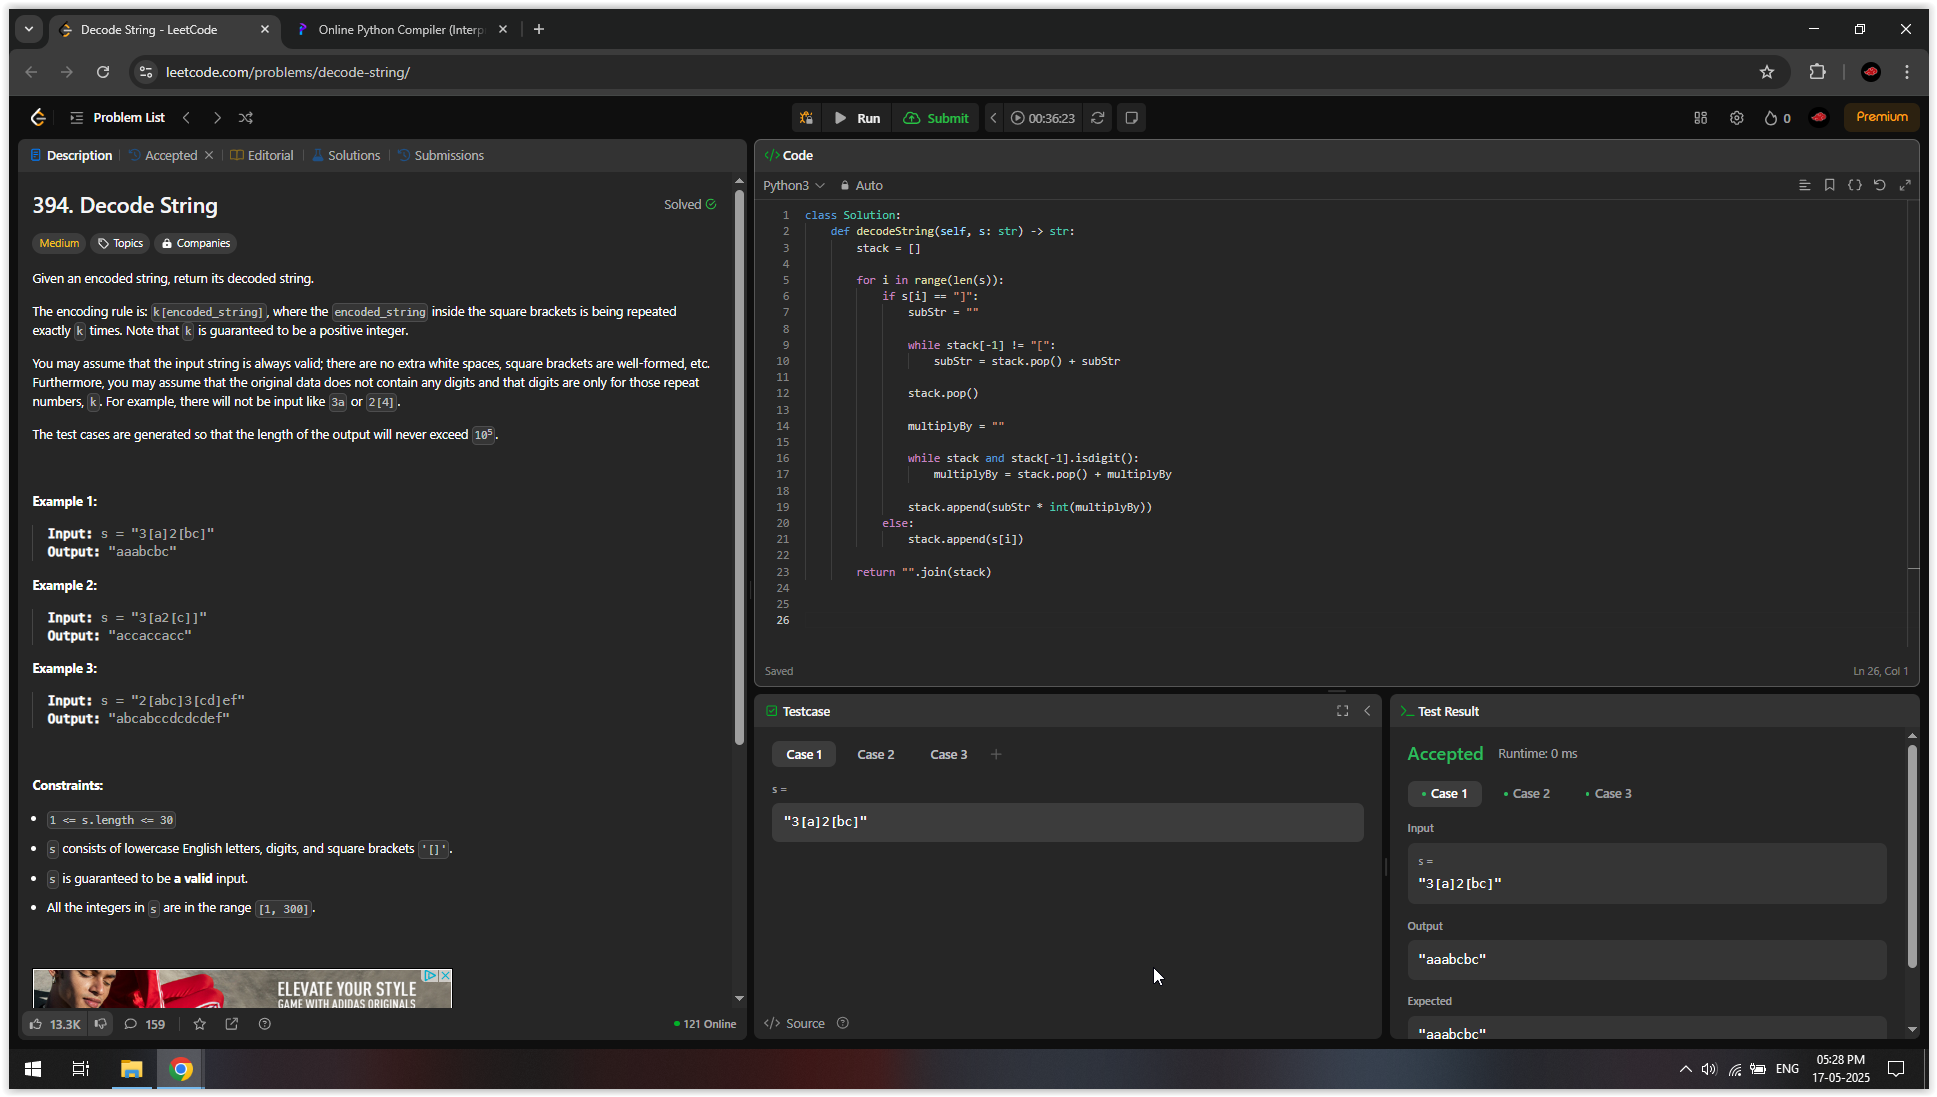 Decode String - LeetCode
Online Python Compiler (Interp
leetcode.com/problems/decode-string/
Problem List
Run
Submit
00:36:23
0
Premium
Description
Accepted
Editorial
Solutions
Submissions
394. Decode String
Solved
Medium
Topics
Companies
Given an encoded string, return its decoded string.
The encoding rule is: k[encoded_string], where the encoded_string inside the square brackets is being repeated
exactly k times. Note that k is guaranteed to be a positive integer.
You may assume that the input string is always valid; there are no extra white spaces, square brackets are well-formed, etc.
Furthermore, you may assume that the original data does not contain any digits and that digits are only for those repeat
numbers, k. For example, there will not be input like 3a or 2[4].
The test cases are generated so that the length of the output will never exceed 10⁵.
Example 1:
Input: s = "3[a]2[bc]"
Output: "aaabcbc"
Example 2:
Input: s = "3[a2[c]]"
Output: "accaccacc"
Example 3:
Input: s = "2[abc]3[cd]ef"
Output: "abcabccdcdcdef"
Constraints:
• 1 <= s.length <= 30
• s consists of lowercase English letters, digits, and square brackets '[]'.
• s is guaranteed to be a valid input.
• All the integers in s are in the range [1, 300].
ELEVATE YOUR STYLE
GAME WITH ADIDAS ORIGINALS
13.3K
159
121 Online
</> Code
Python3
Auto
1 class Solution:
2 def decodeString(self, s: str) -> str:
3 stack = []
4
5 for i in range(len(s)):
6 if s[i] == "]":
7 subStr = ""
8
9 while stack[-1] != "[":
10 subStr = stack.pop() + subStr
11
12 stack.pop()
13
14 multiplyBy = ""
15
16 while stack and stack[-1].isdigit():
17 multiplyBy = stack.pop() + multiplyBy
18
19 stack.append(subStr * int(multiplyBy))
20 else:
21 stack.append(s[i])
22
23 return "".join(stack)
24
25
26
Saved
Ln 26, Col 1
Testcase
Case 1
Case 2
Case 3
+
s =
"3[a]2[bc]"
</> Source
Test Result
Accepted
Runtime: 0 ms
• Case 1
• Case 2
• Case 3
Input
s =
"3[a]2[bc]"
Output
"aaabcbc"
Expected
"aaabcbc"
ENG
05:28 PM
17-05-2025